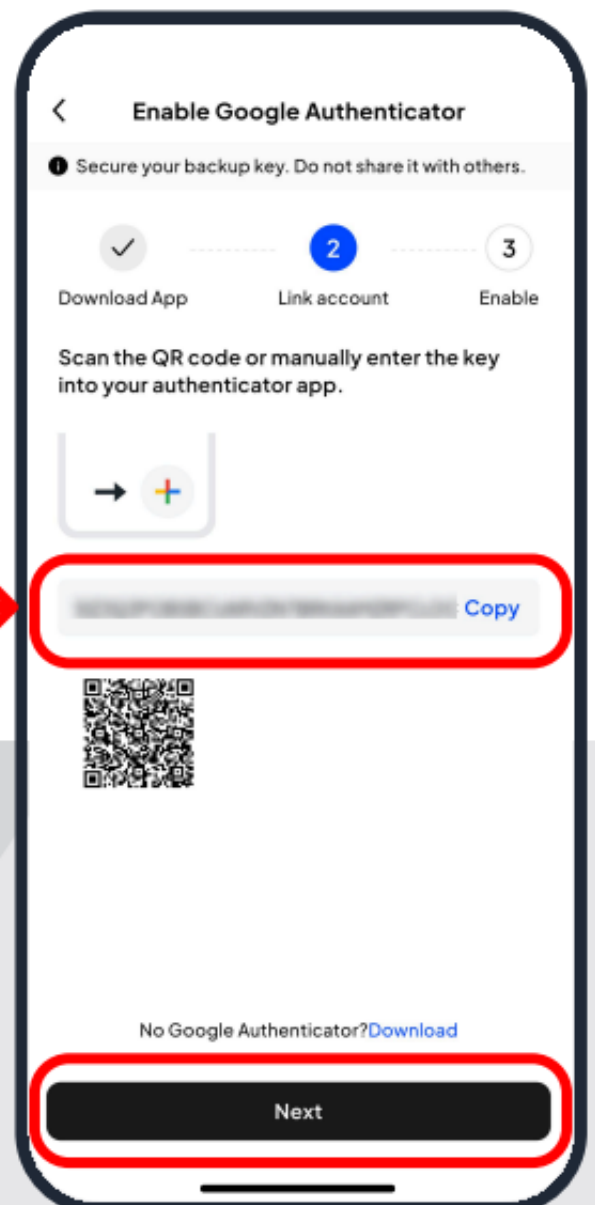 Enable Google Authenticator
Secure your backup key. Do not share it with others.
2
3
Download App
Link account
Enable
Scan the QR code or manually enter the key
into your authenticator app.
Copy
No Google Authenticator?Download
Next